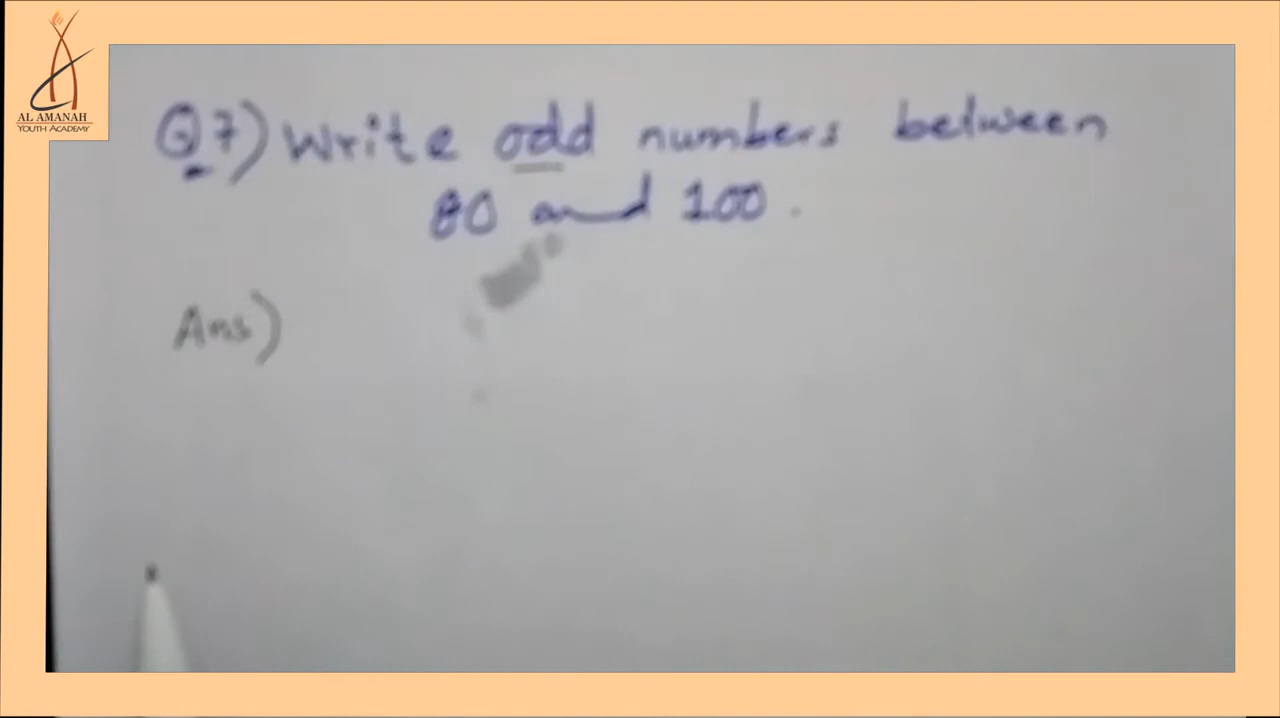 AL AMANAH
YOUTH ACADEMY
Q7) Write odd numbers between
80 and 100.
Ans)